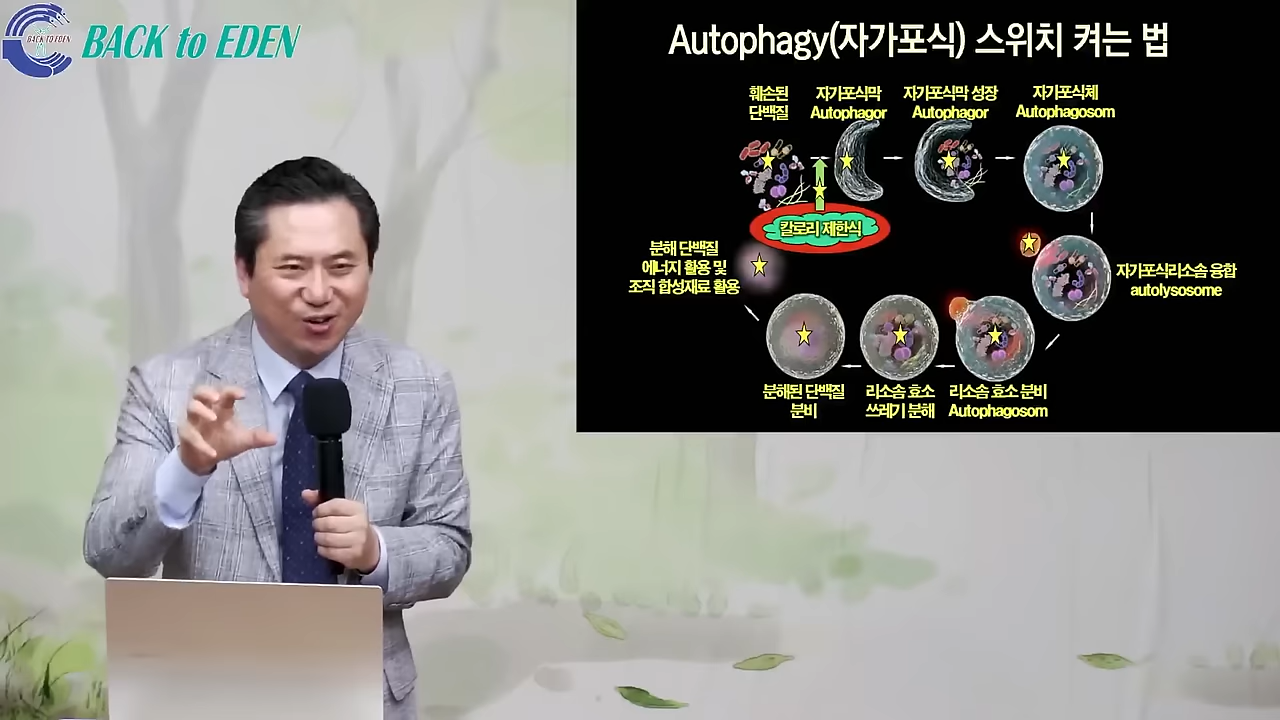 BACK TO EDEN
BACK to EDEN
Autophagy(자가포식) 스위치 켜는 법
훼손된
단백질
자가포식막
Autophagor
자가포식막 성장
Autophagor
자가포식체
Autophagosom
칼로리 제한식
분해 단백질
에너지 활용 및
조직 합성재료 활용
자가포식리소솜 융합
autolysosome
분해된 단백질
분비
리소솜 효소
쓰레기 분해
리소솜 효소 분비
Autophagosom